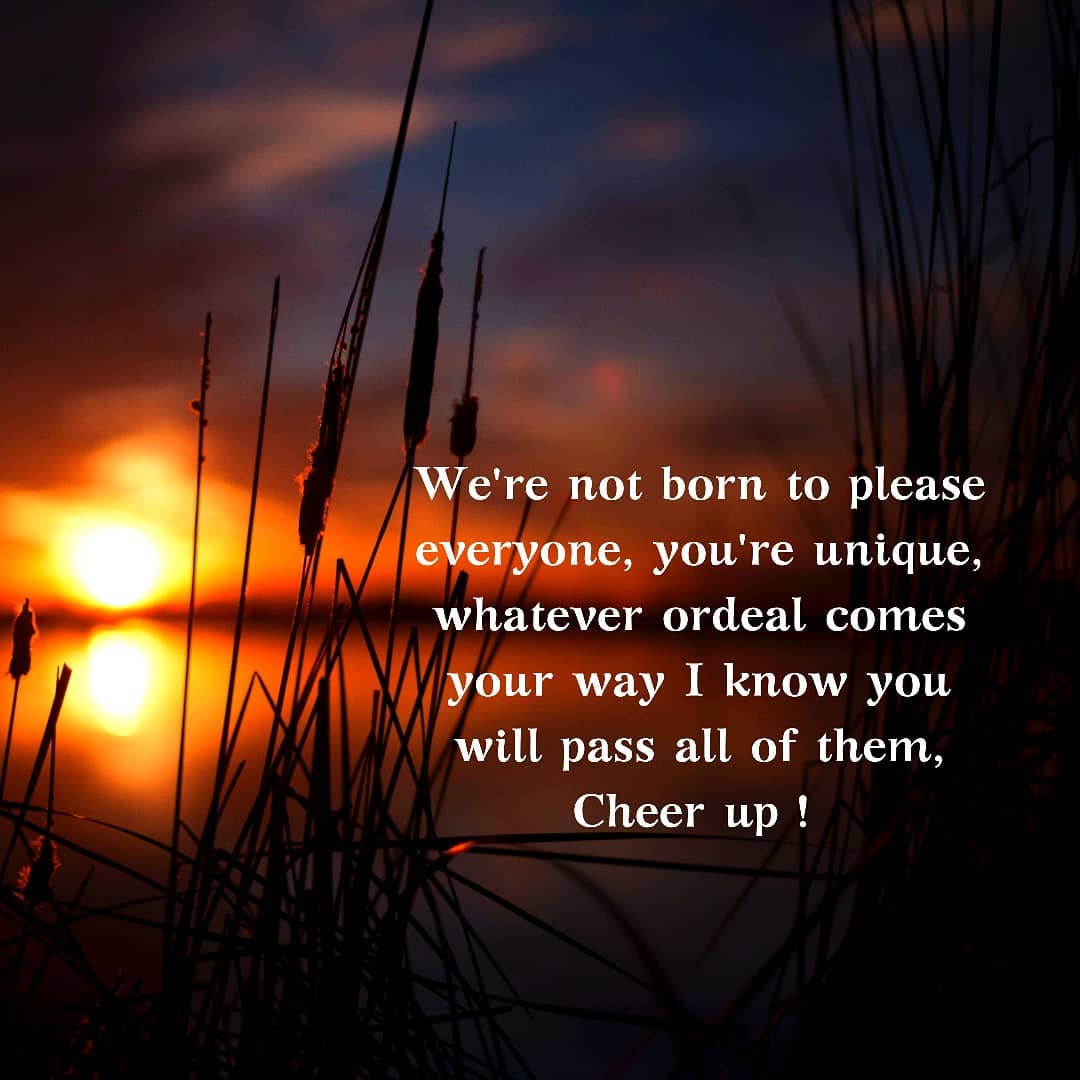 We're not born to please
everyone, you're unique,
whatever ordeal comes
your way I know you
will pass all of them,
Cheer up !